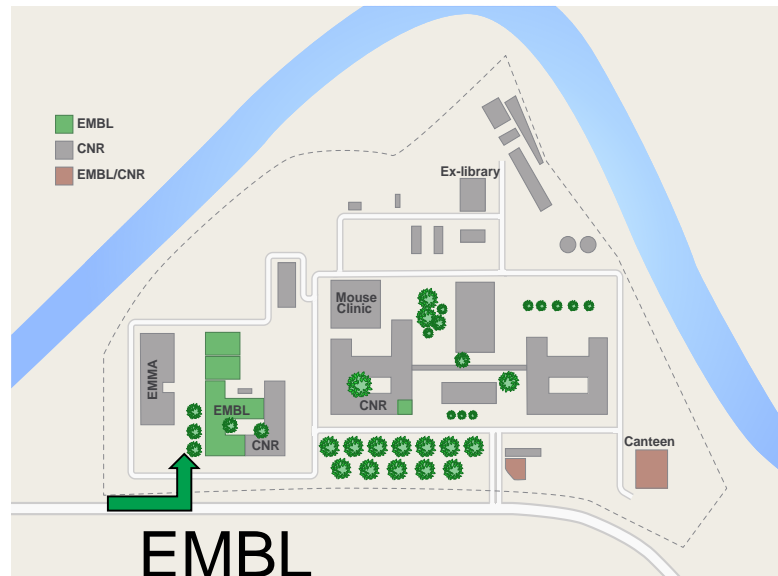 EMBL
CNR
EMBL/CNR
Ex-library
Mouse
Clinic
EMMA
EMBL
CNR
CNR
Canteen
EMBL